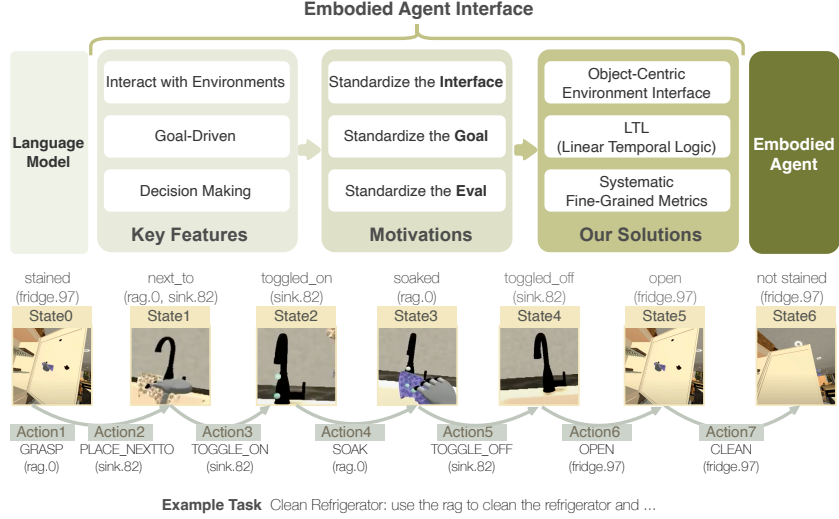 Embodied Agent Interface
Language
Model
Interact with Environments
Goal-Driven
Decision Making
Key Features
Standardize the Interface
Standardize the Goal
Standardize the Eval
Motivations
Object-Centric
Environment Interface
LTL
(Linear Temporal Logic)
Systematic
Fine-Grained Metrics
Our Solutions
Embodied
Agent
stained
(fridge.97)
State0
next_to
(rag.0, sink.82)
State1
toggled_on
(sink.82)
State2
soaked
(rag.0)
State3
toggled_off
(sink.82)
State4
open
(fridge.97)
State5
not stained
(fridge.97)
State6
Action1
GRASP
(rag.0)
Action2
PLACE_NEXTTO
(sink.82)
Action3
TOGGLE_ON
(sink.82)
Action4
SOAK
(rag.0)
Action5
TOGGLE_OFF
(sink.82)
Action6
OPEN
(fridge.97)
Action7
CLEAN
(fridge.97)
Example Task Clean Refrigerator: use the rag to clean the refrigerator and ...